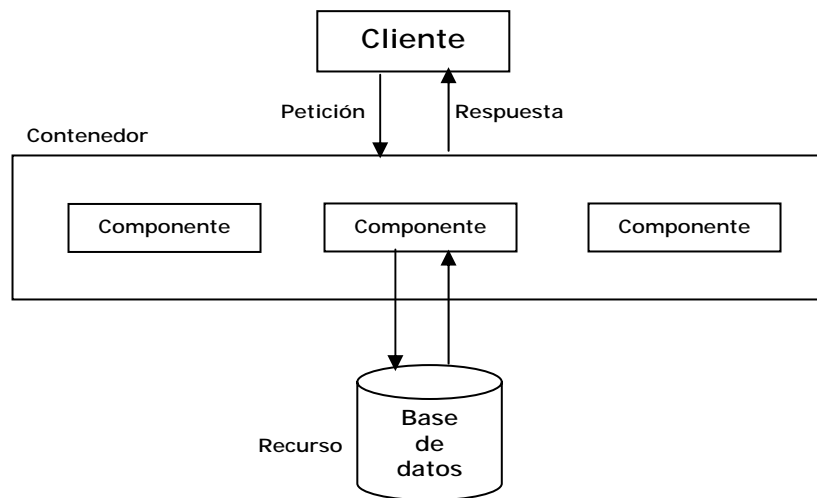 Cliente
Petición
Respuesta
Contenedor
Componente
Componente
Componente
Recurso
Base
de
datos